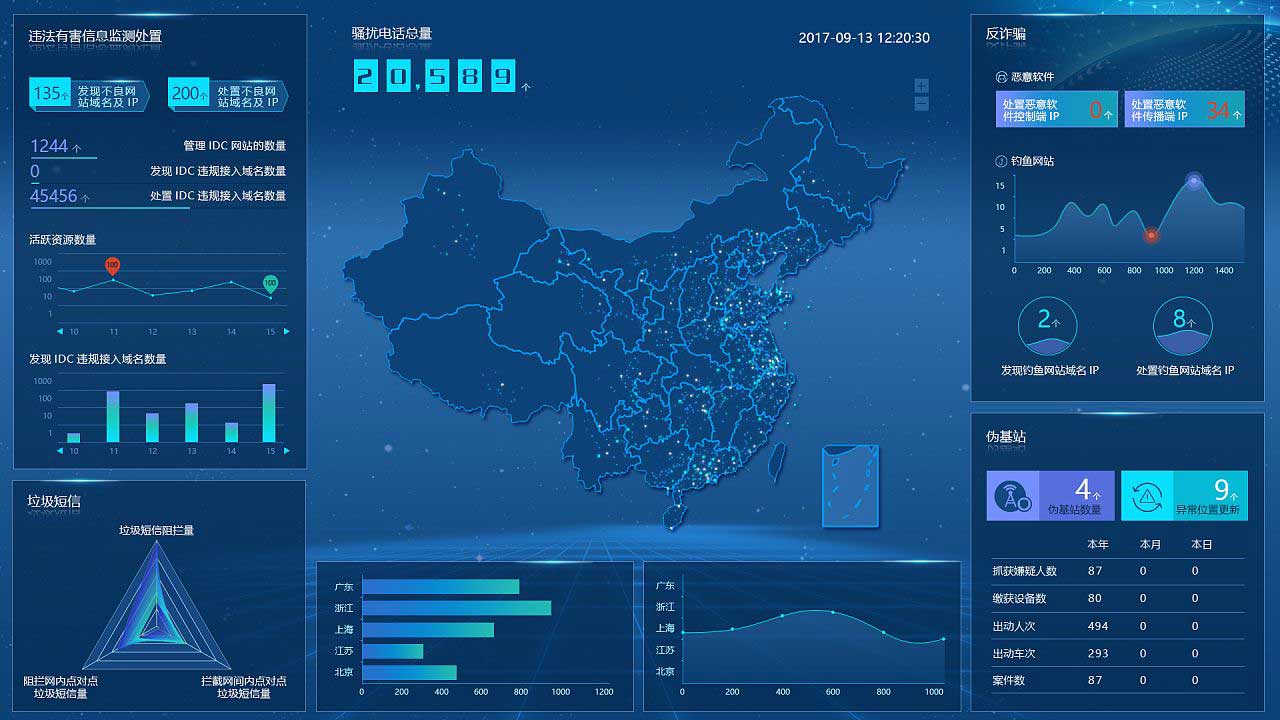 违法有害信息监测处置
135个
发现不良网
站域名及 IP
200个
处置不良网
站域名及 IP
1244 个
管理 IDC 网站的数量
0
发现 IDC 违规接入域名数量
45456 个
处置 IDC 违规接入域名数量
活跃资源数量
1000
100
10
1
100
100
10 11 12 13 14 15
发现 IDC 违规接入域名数量
1000
100
10
1
10 11 12 13 14 15
垃圾短信
垃圾短信阻拦量
阻拦网内点对点
垃圾短信量
拦截网间内点对点
垃圾短信量
骚扰电话总量
20,589个
2017-09-13 12:20:30
+
−
广东
浙江
上海
江苏
北京
0 200 400 600 800 1000 1200
广东
浙江
上海
江苏
北京
0 200 400 600 800 1000
反诈骗
恶意软件
处置恶意软
件控制端 IP
0个
处置恶意软
件传播端 IP
34个
钓鱼网站
15
10
5
1
0 200 400 600 800 1000 1200 1400
2个
发现钓鱼网站域名 IP
8个
处置钓鱼网站域名 IP
伪基站
4个
伪基站数量
9个
异常位置更新
本年 本月 本日
抓获嫌疑人数 87 0 0
缴获设备数 80 0 0
出动人次 494 0 0
出动车次 293 0 0
案件数 87 0 0